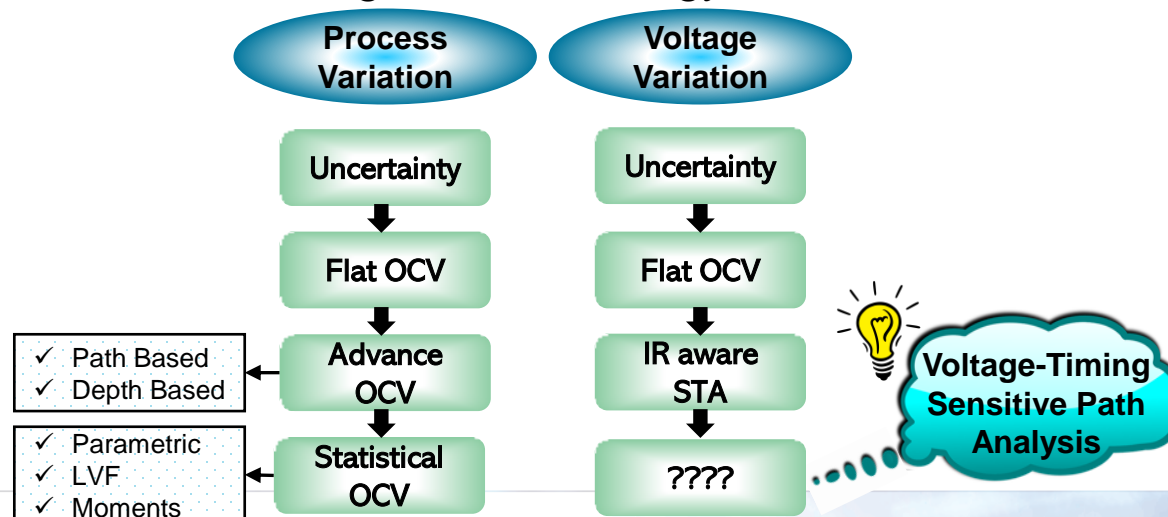 Process
Variation
Voltage
Variation
Uncertainty
Uncertainty
Flat OCV
Flat OCV
✓ Path Based
✓ Depth Based
Advance
OCV
IR aware
STA
Voltage-Timing
Sensitive Path
Analysis
✓ Parametric
✓ LVF
✓ Moments
Statistical
OCV
????